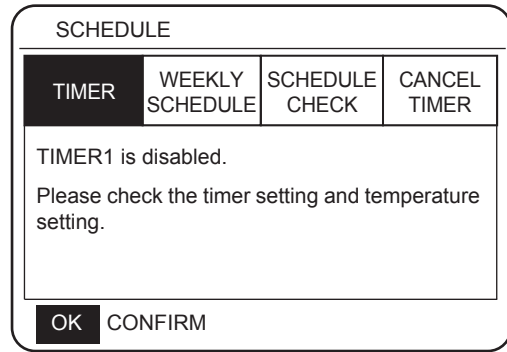 SCHEDULE
TIMER
WEEKLY
SCHEDULE
SCHEDULE
CHECK
CANCEL
TIMER
TIMER1 is disabled.
Please check the timer setting and temperature
setting.
OK CONFIRM